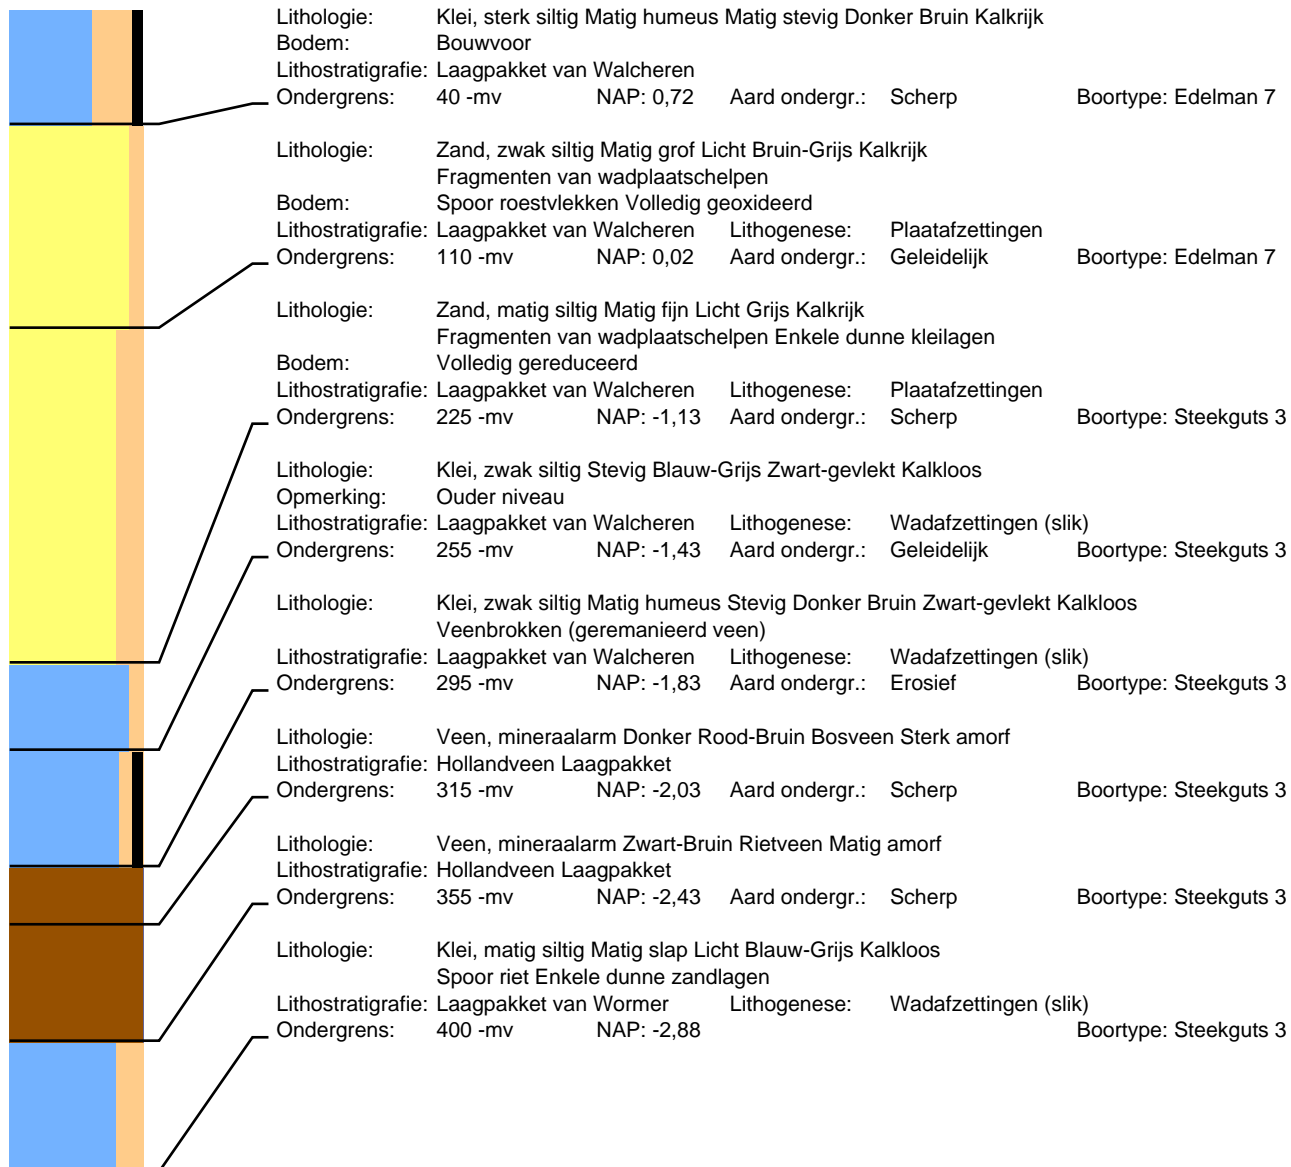 Lithologie: Klei, sterk siltig Matig humeus Matig stevig Donker Bruin Kalkrijk
Bodem: Bouwvoor
Lithostratigrafie: Laagpakket van Walcheren
Ondergrens: 40 -mv NAP: 0,72 Aard ondergr.: Scherp Boortype: Edelman 7
Lithologie: Zand, zwak siltig Matig grof Licht Bruin-Grijs Kalkrijk
Fragmenten van wadplaatschelpen
Bodem: Spoor roestvlekken Volledig geoxideerd
Lithostratigrafie: Laagpakket van Walcheren Lithogenese: Plaatafzettingen
Ondergrens: 110 -mv NAP: 0,02 Aard ondergr.: Geleidelijk Boortype: Edelman 7
Lithologie: Zand, matig siltig Matig fijn Licht Grijs Kalkrijk
Fragmenten van wadplaatschelpen Enkele dunne kleilagen
Bodem: Volledig gereduceerd
Lithostratigrafie: Laagpakket van Walcheren Lithogenese: Plaatafzettingen
Ondergrens: 225 -mv NAP: -1,13 Aard ondergr.: Scherp Boortype: Steekguts 3
Lithologie: Klei, zwak siltig Stevig Blauw-Grijs Zwart-gevlekt Kalkloos
Opmerking: Ouder niveau
Lithostratigrafie: Laagpakket van Walcheren Lithogenese: Wadafzettingen (slik)
Ondergrens: 255 -mv NAP: -1,43 Aard ondergr.: Geleidelijk Boortype: Steekguts 3
Lithologie: Klei, zwak siltig Matig humeus Stevig Donker Bruin Zwart-gevlekt Kalkloos
Veenbrokken (geremanieerd veen)
Lithostratigrafie: Laagpakket van Walcheren Lithogenese: Wadafzettingen (slik)
Ondergrens: 295 -mv NAP: -1,83 Aard ondergr.: Erosief Boortype: Steekguts 3
Lithologie: Veen, mineraalarm Donker Rood-Bruin Bosveen Sterk amorf
Lithostratigrafie: Hollandveen Laagpakket
Ondergrens: 315 -mv NAP: -2,03 Aard ondergr.: Scherp Boortype: Steekguts 3
Lithologie: Veen, mineraalarm Zwart-Bruin Rietveen Matig amorf
Lithostratigrafie: Hollandveen Laagpakket
Ondergrens: 355 -mv NAP: -2,43 Aard ondergr.: Scherp Boortype: Steekguts 3
Lithologie: Klei, matig siltig Matig slap Licht Blauw-Grijs Kalkloos
Spoor riet Enkele dunne zandlagen
Lithostratigrafie: Laagpakket van Wormer Lithogenese: Wadafzettingen (slik)
Ondergrens: 400 -mv NAP: -2,88 Boortype: Steekguts 3